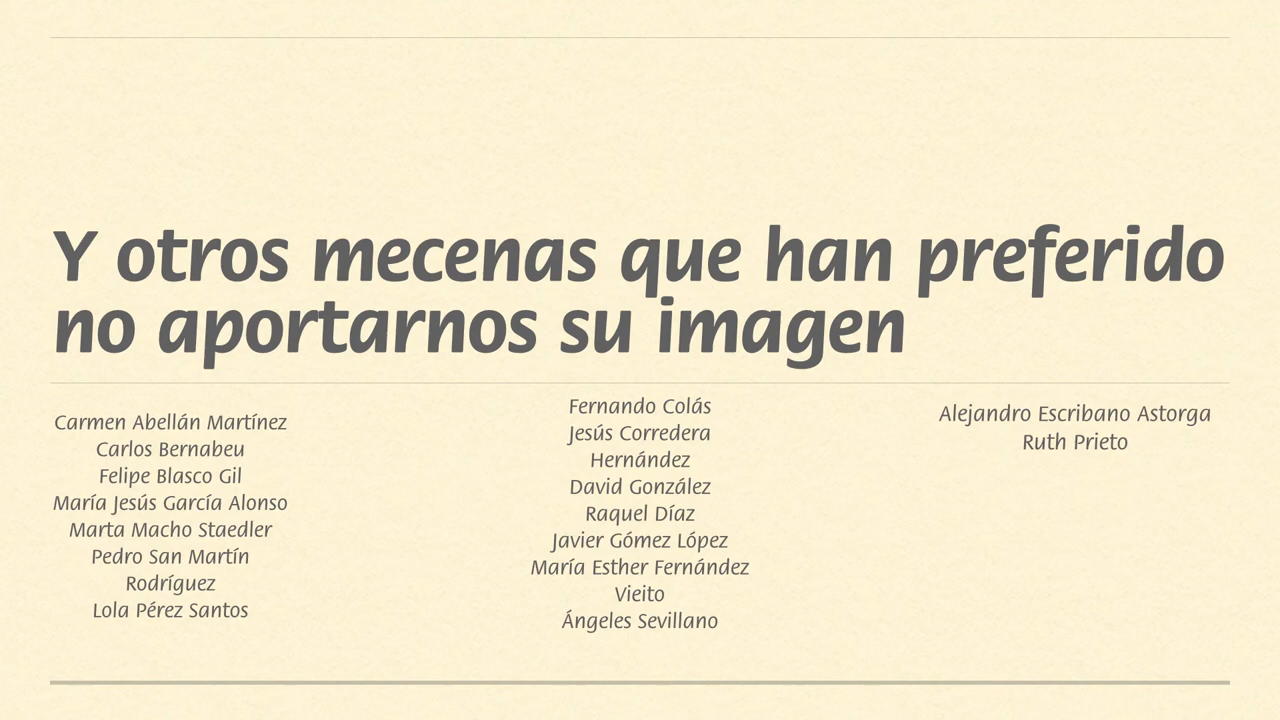 Y otros mecenas que han preferido
no aportarnos su imagen
Carmen Abellán Martínez
Carlos Bernabeu
Felipe Blasco Gil
María Jesús García Alonso
Marta Macho Staedler
Pedro San Martín
Rodríguez
Lola Pérez Santos
Fernando Colás
Jesús Corredera
Hernández
David González
Raquel Díaz
Javier Gómez López
María Esther Fernández
Vieito
Ángeles Sevillano
Alejandro Escribano Astorga
Ruth Prieto